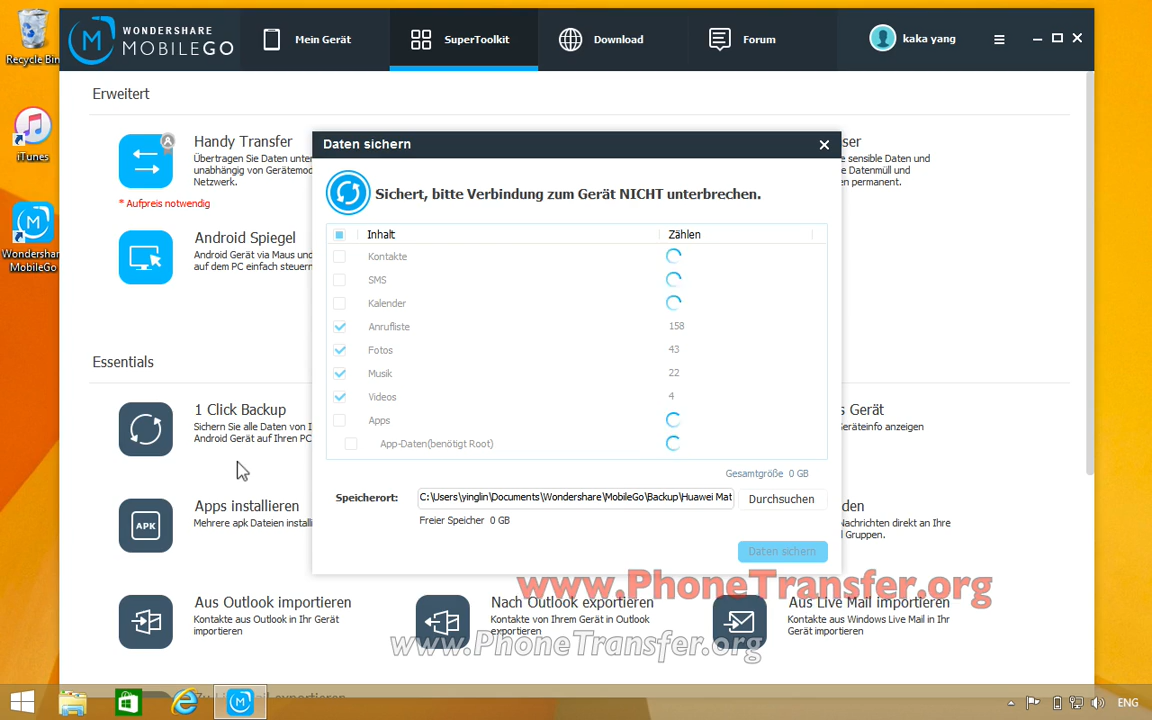 Recycle Bin
iTunes
Wondershare
MobileGo
WONDERSHARE
MOBILEGO
Mein Gerät
SuperToolkit
Download
Forum
kaka yang
Erweitert
Handy Transfer
Übertragen Sie Daten unter
unabhängig von Gerätemod
Netzwerk.
* Aufpreis notwendig
ser
e sensible Daten und
Datenmüll und
en permanent.
Android Spiegel
Android Gerät via Maus und
auf dem PC einfach steuern
Essentials
1 Click Backup
Sichern Sie alle Daten von I
Android Gerät auf Ihren PC
s Gerät
Geräteinfo anzeigen
Apps installieren
Mehrere apk Dateien install
APK
den
Nachrichten direkt an Ihre
Gruppen.
Daten sichern
Sichert, bitte Verbindung zum Gerät NICHT unterbrechen.
Inhalt
Zählen
Kontakte
SMS
Kalender
Anrufliste 158
Fotos 43
Musik 22
Videos 4
Apps
App-Daten(benötigt Root)
Gesamtgröße 0 GB
Speicherort: C:\Users\yinglin\Documents\Wondershare\MobileGo\Backup\Huawei Mat
Durchsuchen
Freier Speicher 0 GB
Daten sichern
www.PhoneTransfer.org
Aus Outlook importieren
Kontakte aus Outlook in Ihr Gerät
importieren
Nach Outlook exportieren
Kontakte von Ihrem Gerät in Outlook
exportieren
Aus Live Mail importieren
Kontakte aus Windows Live Mail in Ihr
Gerät importieren
www.PhoneTransfer.org
ENG